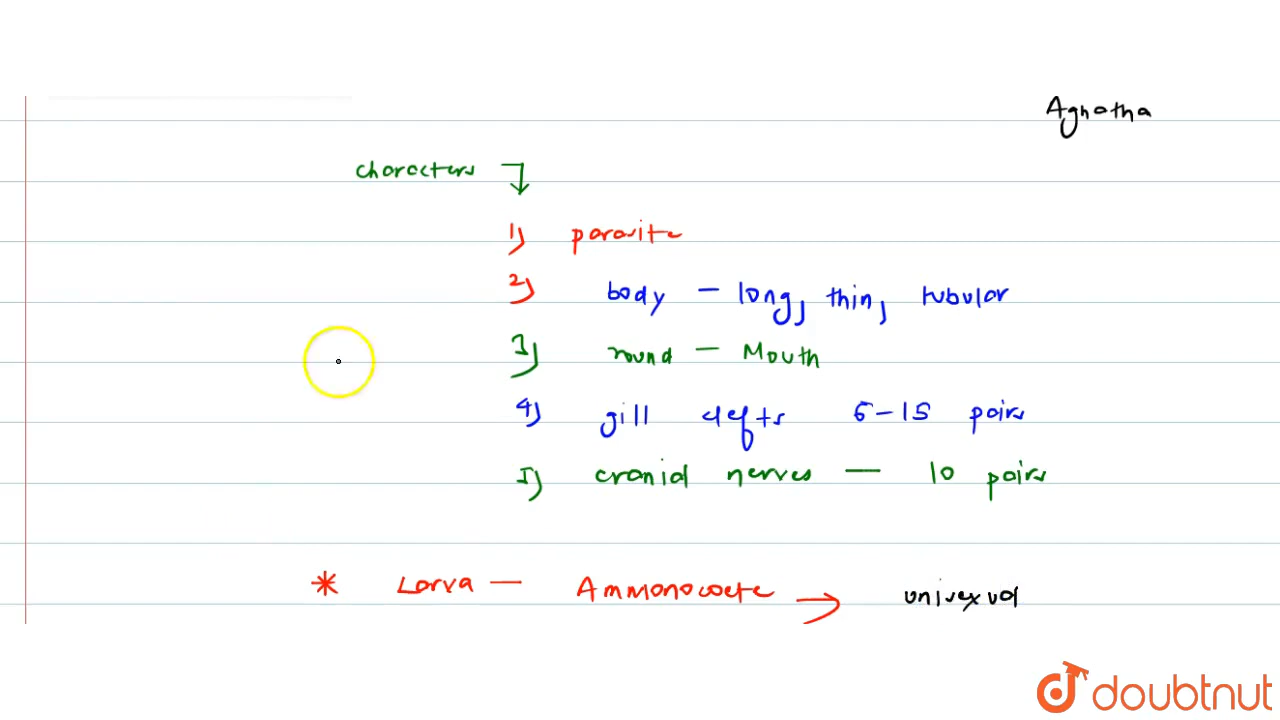 Agnatha
characters
1) parasite
2) body – long, thin, tubular
3) round – Mouth
4) gill clefts 6–15 pairs
5) cranial nerves — 10 pairs
* Larva — Ammonocoete → unisexual
doubtnut